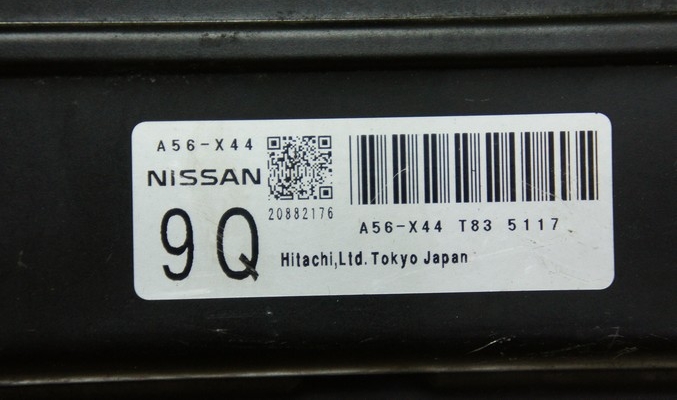 A56-X44
NISSAN
20882176
9Q
A56-X44 T83 5117
Hitachi,Ltd.Tokyo Japan